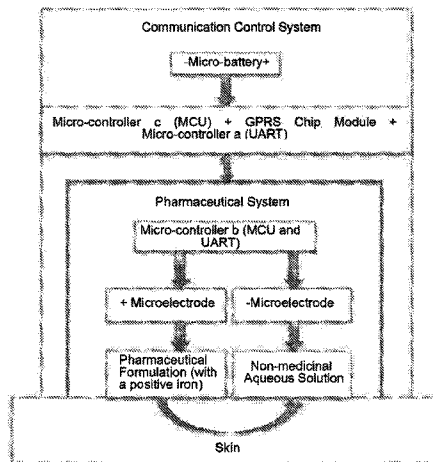 Communication Control System
-Micro-battery+
Micro-controller c (MCU) + GPRS Chip Module +
Micro-controller a (UART)
Pharmaceutical System
Micro-controller b (MCU and
UART)
+ Microelectrode
-Microelectrode
Pharmaceutical
Formulation (with
a positive iron)
Non-medicinal
Aqueous Solution
Skin